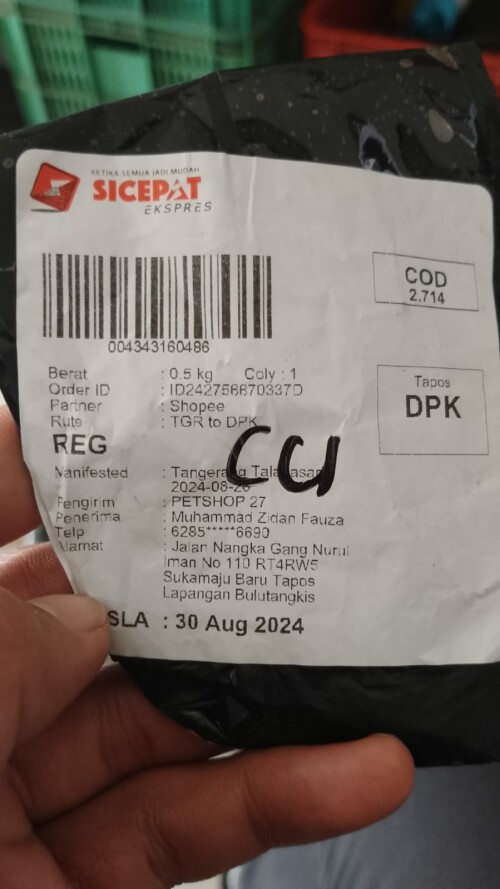 KETIKA SEMUA JADI MUDAH
SICEPAT
EKSPRES
004343160486
COD
2.714
Tapos
DPK
Berat : 0.5 kg Coly : 1
Order ID : ID242756870337D
Partner : Shopee
Rute : TGR to DPK
REG
CU
Manifested : Tangerang
2024-08-
Pengirim : PETSHOP 27
Penerima : Muhammad Zidan Fauza
Telp : 6285*****6690
Alamat : Jalan Nangka Gang Nurul
Iman No 110 RT4RW5
Sukamaju Baru Tapos
Lapangan Bulutangkis
SLA : 30 Aug 2024